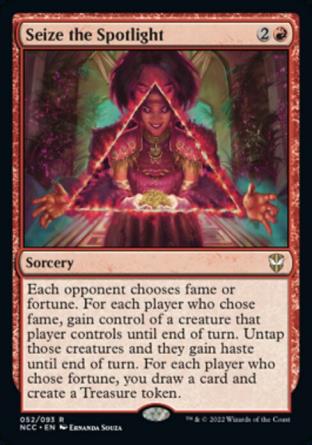 Seize the Spotlight 2
Sorcery
Each opponent chooses fame or
fortune. For each player who chose
fame, gain control of a creature that
player controls until end of turn. Untap
those creatures and they gain haste
until end of turn. For each player who
chose fortune, you draw a card and
create a Treasure token.
052/093 R
NCC • EN ERNANDA SOUZA ™ & © 2022 Wizards of the Coast